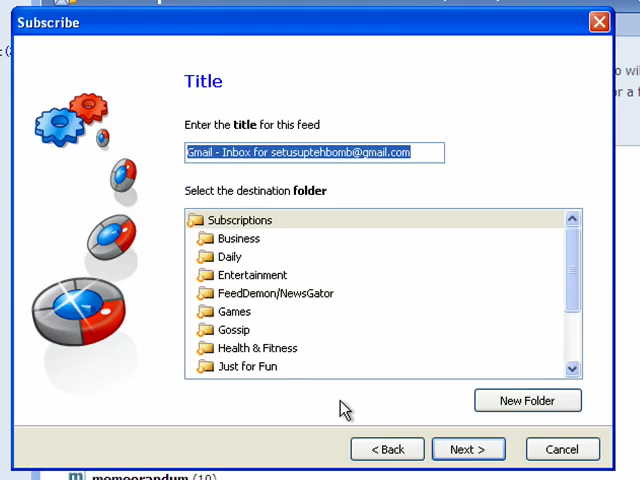 Subscribe
Title
Enter the title for this feed
Gmail - Inbox for setusuptehbomb@gmail.com
Select the destination folder
Subscriptions
Business
Daily
Entertainment
FeedDemon/NewsGator
Games
Gossip
Health & Fitness
Just for Fun
New Folder
< Back
Next >
Cancel
o wil
or a f
memeorandum (10)